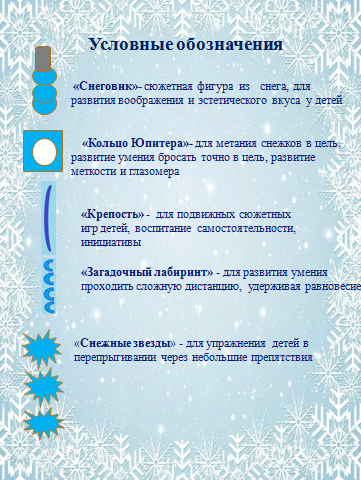 Условные обозначения
«Снеговик»- сюжетная фигура из снега, для
развития воображения и эстетического вкуса у детей
«Кольцо Юпитера»- для метания снежков в цель,
развитие умения бросать точно в цель, развитие
меткости и глазомера
«Крепость» - для подвижных сюжетных
игр детей, воспитание самостоятельности,
инициативы
«Загадочный лабиринт» - для развития умения
проходить сложную дистанцию, удерживая равновесие
«Снежные звезды» - для упражнения детей в
перепрыгивании через небольшие препятствия